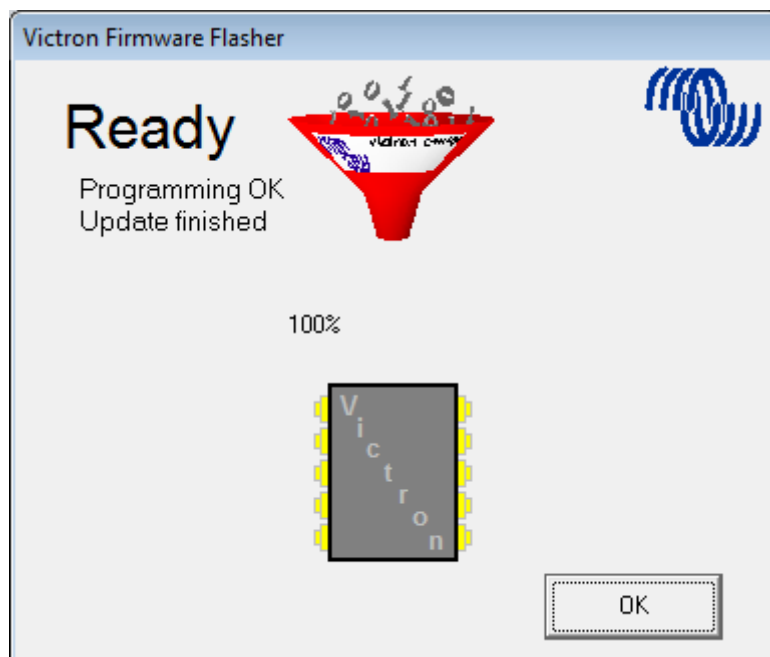 Victron Firmware Flasher
Ready
Programming OK
Update finished
100%
Victron
OK